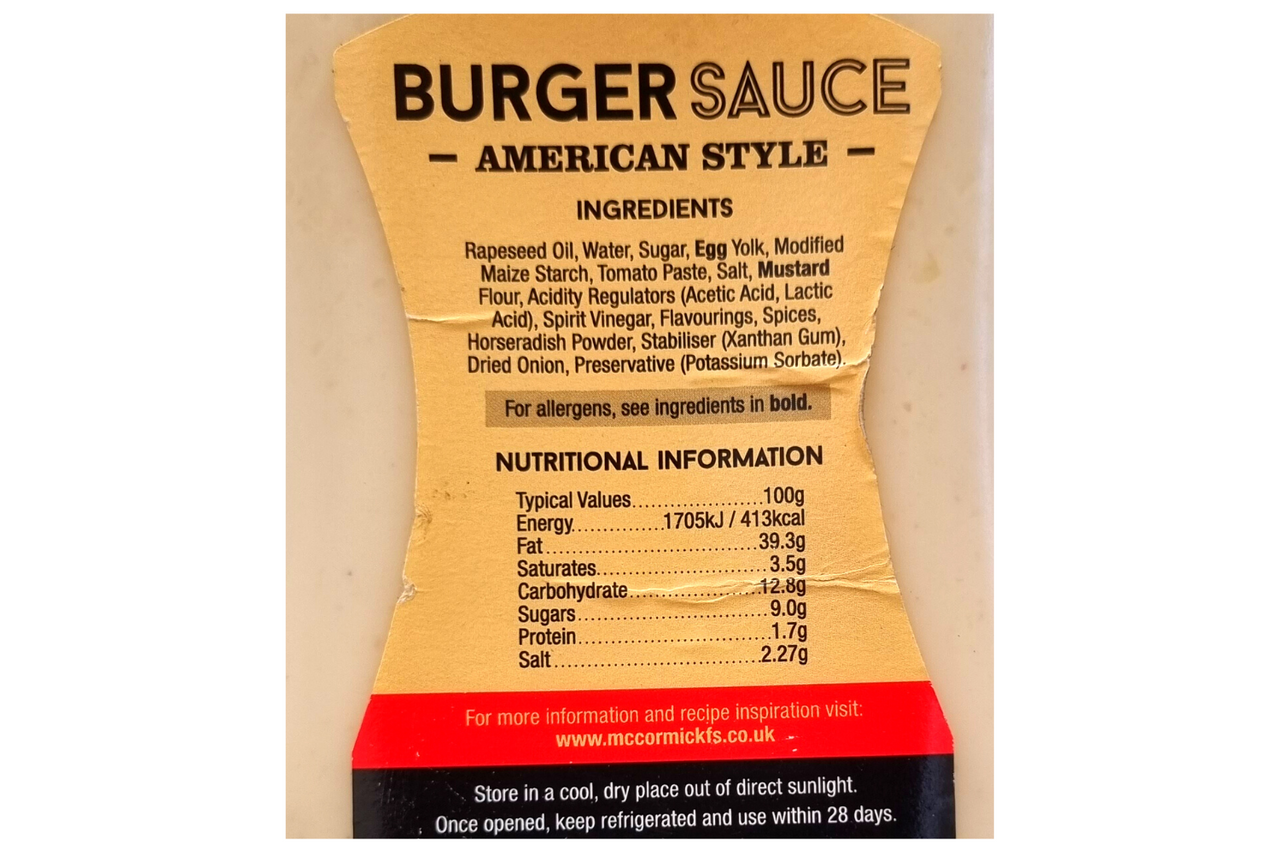 BURGER SAUCE
– AMERICAN STYLE –
INGREDIENTS
Rapeseed Oil, Water, Sugar, Egg Yolk, Modified
Maize Starch, Tomato Paste, Salt, Mustard
Flour, Acidity Regulators (Acetic Acid, Lactic
Acid), Spirit Vinegar, Flavourings, Spices,
Horseradish Powder, Stabiliser (Xanthan Gum),
Dried Onion, Preservative (Potassium Sorbate).
For allergens, see ingredients in bold.
NUTRITIONAL INFORMATION
Typical Values.....................100g
Energy...............1705kJ / 413kcal
Fat...................................39.3g
Saturates...........................3.5g
Carbohydrate.....................12.8g
Sugars...............................9.0g
Protein...............................1.7g
Salt..................................2.27g
For more information and recipe inspiration visit:
www.mccormickfs.co.uk
Store in a cool, dry place out of direct sunlight.
Once opened, keep refrigerated and use within 28 days.